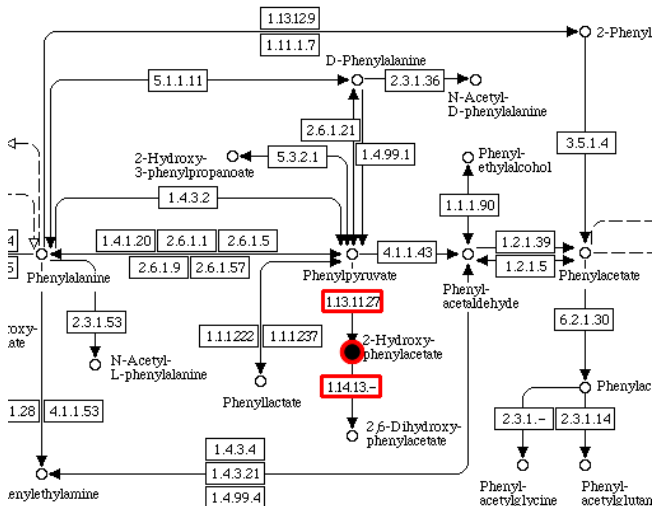 1.13.12.9
1.11.1.7
2-Phenyl
D-Phenylalanine
5.1.1.11
2.3.1.36
N-Acetyl-
D-phenylalanine
2.6.1.21
1.4.99.1
3.5.1.4
2-Hydroxy-
3-phenylpropanoate
5.3.2.1
Phenyl-
ethylalcohol
1.4.3.2
1.1.1.90
4
1.4.1.20
2.6.1.1
2.6.1.5
4.1.1.43
1.2.1.39
5
Phenylalanine
2.6.1.9
2.6.1.57
Phenylpyruvate
Phenyl-
acetaldehyde
1.2.1.5
Phenylacetate
1.13.11.27
2.3.1.53
1.1.1.222
1.1.1.237
6.2.1.30
roxy-
ate
N-Acetyl-
L-phenylalanine
2-Hydroxy-
phenylacetate
Phenyllactate
1.14.13.-
Phenylac
1.28
4.1.1.53
2,6-Dihydroxy-
phenylacetate
2.3.1.-
2.3.1.14
1.4.3.4
1.4.3.21
1.4.99.4
enylethylamine
Phenyl-
acetylglycine
Phenyl-
acetylglutan